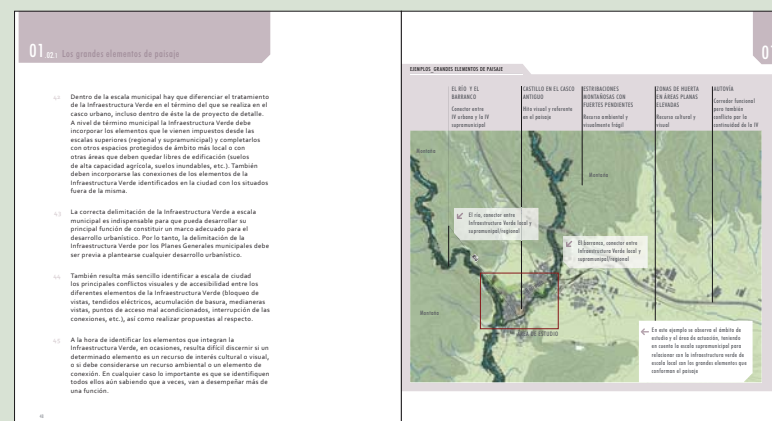 01.02.1 Los grandes elementos de paisaje
4.2 Dentro de la escala municipal hay que diferenciar el tratamiento
de la Infraestructura Verde en el término del que se realiza en el
casco urbano, incluso dentro de éste la de proyecto de detalle.
A nivel de término municipal la Infraestructura Verde debe
incorporar los elementos que le vienen impuestos desde las
escalas superiores (regional y supramunicipal) y completarlos
con otros espacios protegidos de ámbito más local o con
otras áreas que deben quedar libres de edificación (suelos
de alta capacidad agrícola, suelos inundables, etc.). También
deben incorporarse las conexiones de los elementos de la
Infraestructura Verde identificados en la ciudad con los situados
fuera de la misma.
4.3 La correcta delimitación de la Infraestructura Verde a escala
municipal es indispensable para que pueda desarrollar su
principal función de constituir un marco adecuado para el
desarrollo urbanístico. Por lo tanto, la delimitación de la
Infraestructura Verde por los Planes Generales municipales debe
ser previa a plantearse cualquier desarrollo urbanístico.
4.4 También resulta más sencillo identificar a escala de ciudad
los principales conflictos visuales y de accesibilidad entre los
diferentes elementos de la Infraestructura Verde (bloqueo de
vistas, tendidos eléctricos, acumulación de basura, medianeras
vistas, puntos de acceso mal acondicionados, interrupción de las
conexiones, etc.), así como realizar propuestas al respecto.
4.5 A la hora de identificar los elementos que integran la
Infraestructura Verde, en ocasiones, resulta difícil discernir si un
determinado elemento es un recurso de interés cultural o visual,
o si debe considerarse un recurso ambiental o un elemento de
conexión. En cualquier caso lo importante es que se identifiquen
todos ellos aún sabiendo que a veces, van a desempeñar más de
una función.
40
01
EJEMPLOS_GRANDES ELEMENTOS DE PAISAJE
EL RÍO Y EL
BARRANCO
Conector entre
IV urbana y la IV
supramunicipal
CASTILLO EN EL CASCO
ANTIGUO
Hito visual y referente
en el paisaje
ESTRIBACIONES
MONTAÑOSAS CON
FUERTES PENDIENTES
Recurso ambiental y
visualmente frágil
ZONAS DE HUERTA
EN ÁREAS PLANAS
ELEVADAS
Recurso cultural y
visual
AUTOVÍA
Corredor funcional
pero también
conflicto por la
continuidad de la IV
Montaña
Montaña
El río, conector entre
Infraestructura Verde local y
supramunipal/regional
El barranco, conector entre
Infraestructura Verde local y
supramunipal/regional
Montaña
ÁREA DE ESTUDIO
En este ejemplo se observa el ámbito de
estudio y el área de actuación, teniendo
en cuenta la escala supramunicipal para
relacionar con la infraestructura verde de
escala local con los grandes elementos que
conforman el paisaje